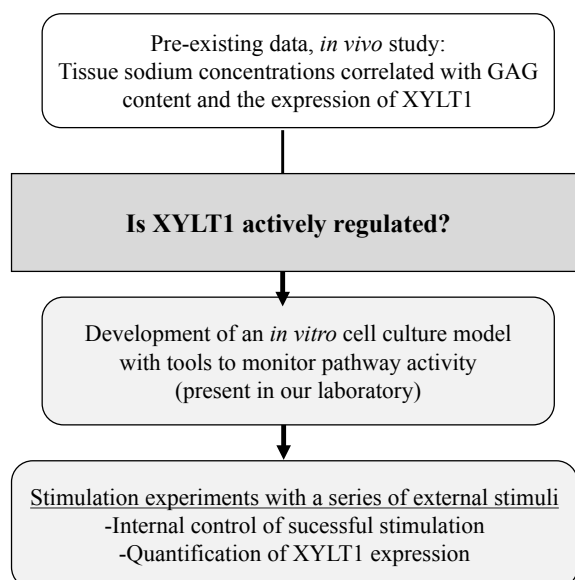 Pre-existing data, in vivo study:
Tissue sodium concentrations correlated with GAG
content and the expression of XYLT1
Is XYLT1 actively regulated?
Development of an in vitro cell culture model
with tools to monitor pathway activity
(present in our laboratory)
Stimulation experiments with a series of external stimuli
-Internal control of sucessful stimulation
-Quantification of XYLT1 expression